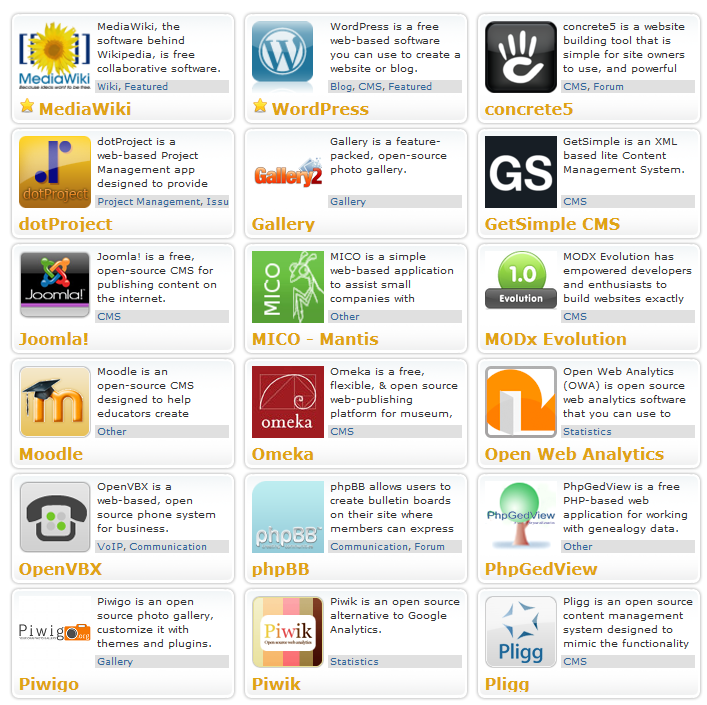 MediaWiki
Because ideas want to be free.
MediaWiki, the
software behind
Wikipedia, is free
collaborative software.
Wiki, Featured
MediaWiki
WordPress is a free
web-based software
you can use to create a
website or blog.
Blog, CMS, Featured
WordPress
concrete5 is a website
building tool that is
simple for site owners
to use, and powerful
CMS, Forum
concrete5
dotProject
dotProject is a
web-based Project
Management app
designed to provide
Project Management, Issu
dotProject
Gallery2
Gallery is a feature-
packed, open-source
photo gallery.
Gallery
Gallery
GS
GetSimple is an XML
based lite Content
Management System.
CMS
GetSimple CMS
Joomla!
Joomla! is a free,
open-source CMS for
publishing content on
the internet.
CMS
Joomla!
MICO
MICO is a simple
web-based application
to assist small
companies with
Other
MICO - Mantis
1.0
Evolution
MODX Evolution has
empowered developers
and enthusiasts to
build websites exactly
CMS
MODx Evolution
m
Moodle is an
open-source CMS
designed to help
educators create
Other
Moodle
omeka
Omeka is a free,
flexible, & open source
web-publishing
platform for museum,
CMS
Omeka
Open Web Analytics
(OWA) is open source
web analytics software
that you can use to
Statistics
Open Web Analytics
OpenVBX is a
web-based, open
source phone system
for business.
VoIP, Communication
OpenVBX
phpBB
phpBB allows users to
create bulletin boards
on their site where
members can express
Communication, Forum
phpBB
PhpGedView
PhpGedView is a free
PHP-based web
application for working
with genealogy data.
Other
PhpGedView
Piwigo.org
Piwigo is an open
source photo gallery,
customize it with
themes and plugins.
Gallery
Piwigo
Piwik
Open source web analytics
Piwik is an open source
alternative to Google
Analytics.
Statistics
Piwik
Pligg
Pligg is an open source
content management
system designed to
mimic the functionality
CMS
Pligg